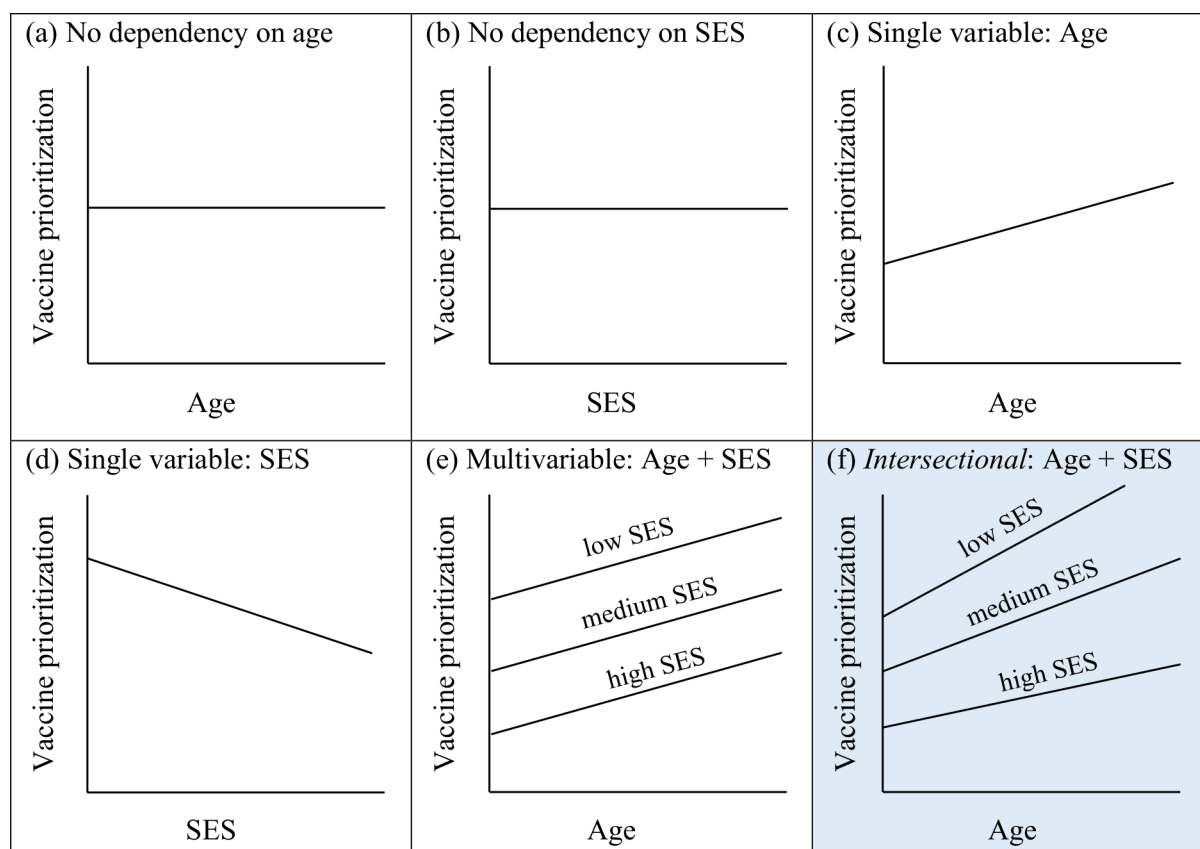 (a) No dependency on age
Vaccine prioritization
Age
(b) No dependency on SES
Vaccine prioritization
SES
(c) Single variable: Age
Vaccine prioritization
Age
(d) Single variable: SES
Vaccine prioritization
SES
(e) Multivariable: Age + SES
Vaccine prioritization
low SES
medium SES
high SES
Age
(f) Intersectional: Age + SES
Vaccine prioritization
low SES
medium SES
high SES
Age